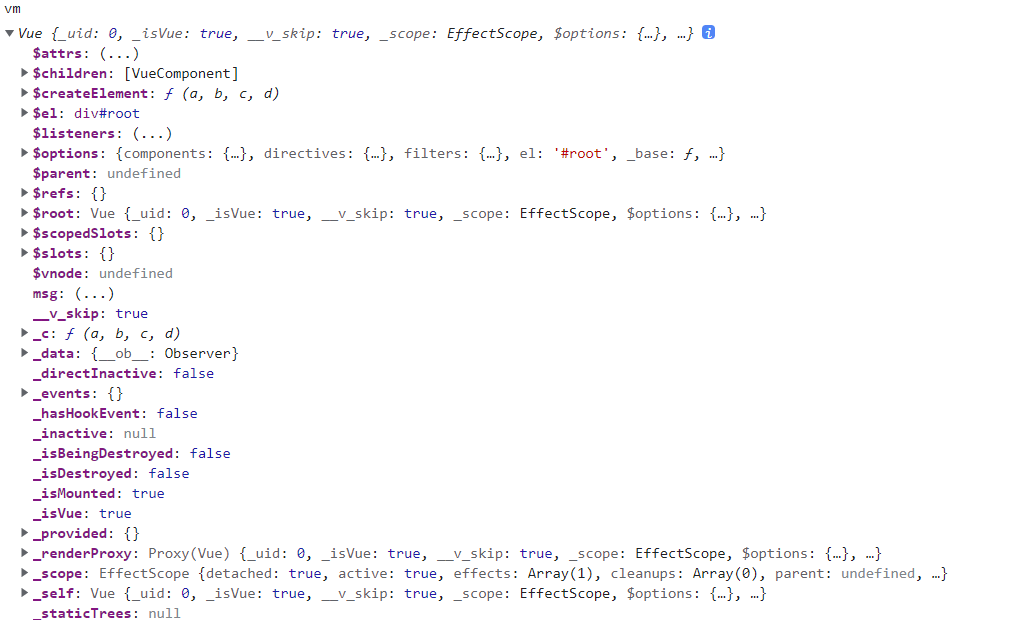 vm
▼Vue {_uid: 0, _isVue: true, __v_skip: true, _scope: EffectScope, $options: {…}, …} i
$attrs: (...)
▶$children: [VueComponent]
▶$createElement: ƒ (a, b, c, d)
▶$el: div#root
$listeners: (...)
▶$options: {components: {…}, directives: {…}, filters: {…}, el: '#root', _base: ƒ, …}
$parent: undefined
▶$refs: {}
▶$root: Vue {_uid: 0, _isVue: true, __v_skip: true, _scope: EffectScope, $options: {…}, …}
▶$scopedSlots: {}
▶$slots: {}
$vnode: undefined
msg: (...)
__v_skip: true
▶_c: ƒ (a, b, c, d)
▶_data: {__ob__: Observer}
_directInactive: false
▶_events: {}
_hasHookEvent: false
_inactive: null
_isBeingDestroyed: false
_isDestroyed: false
_isMounted: true
_isVue: true
▶_provided: {}
▶_renderProxy: Proxy(Vue) {_uid: 0, _isVue: true, __v_skip: true, _scope: EffectScope, $options: {…}, …}
▶_scope: EffectScope {detached: true, active: true, effects: Array(1), cleanups: Array(0), parent: undefined, …}
▶_self: Vue {_uid: 0, _isVue: true, __v_skip: true, _scope: EffectScope, $options: {…}, …}
_staticTrees: null